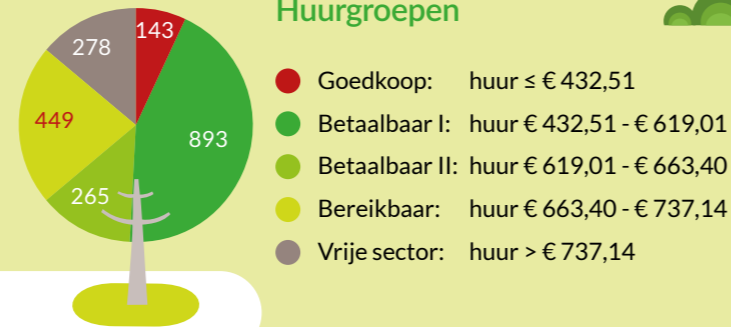 Huurgroepen
143
278
449
893
265
Goedkoop: huur ≤ € 432,51
Betaalbaar I: huur € 432,51 - € 619,01
Betaalbaar II: huur € 619,01 - € 663,40
Bereikbaar: huur € 663,40 - € 737,14
Vrije sector: huur > € 737,14